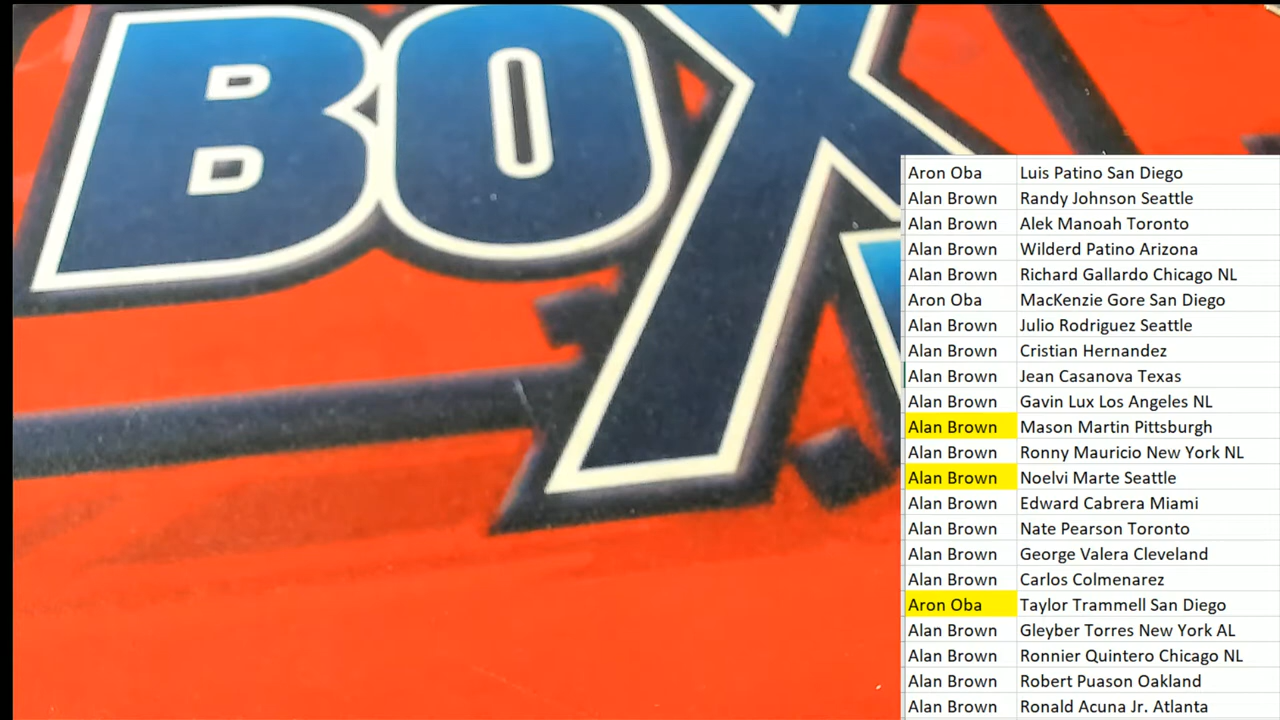 BOX
Aron Oba Luis Patino San Diego
Alan Brown Randy Johnson Seattle
Alan Brown Alek Manoah Toronto
Alan Brown Wilderd Patino Arizona
Alan Brown Richard Gallardo Chicago NL
Aron Oba MacKenzie Gore San Diego
Alan Brown Julio Rodriguez Seattle
Alan Brown Cristian Hernandez
Alan Brown Jean Casanova Texas
Alan Brown Gavin Lux Los Angeles NL
Alan Brown Mason Martin Pittsburgh
Alan Brown Ronny Mauricio New York NL
Alan Brown Noelvi Marte Seattle
Alan Brown Edward Cabrera Miami
Alan Brown Nate Pearson Toronto
Alan Brown George Valera Cleveland
Alan Brown Carlos Colmenarez
Aron Oba Taylor Trammell San Diego
Alan Brown Gleyber Torres New York AL
Alan Brown Ronnier Quintero Chicago NL
Alan Brown Robert Puason Oakland
Alan Brown Ronald Acuna Jr. Atlanta